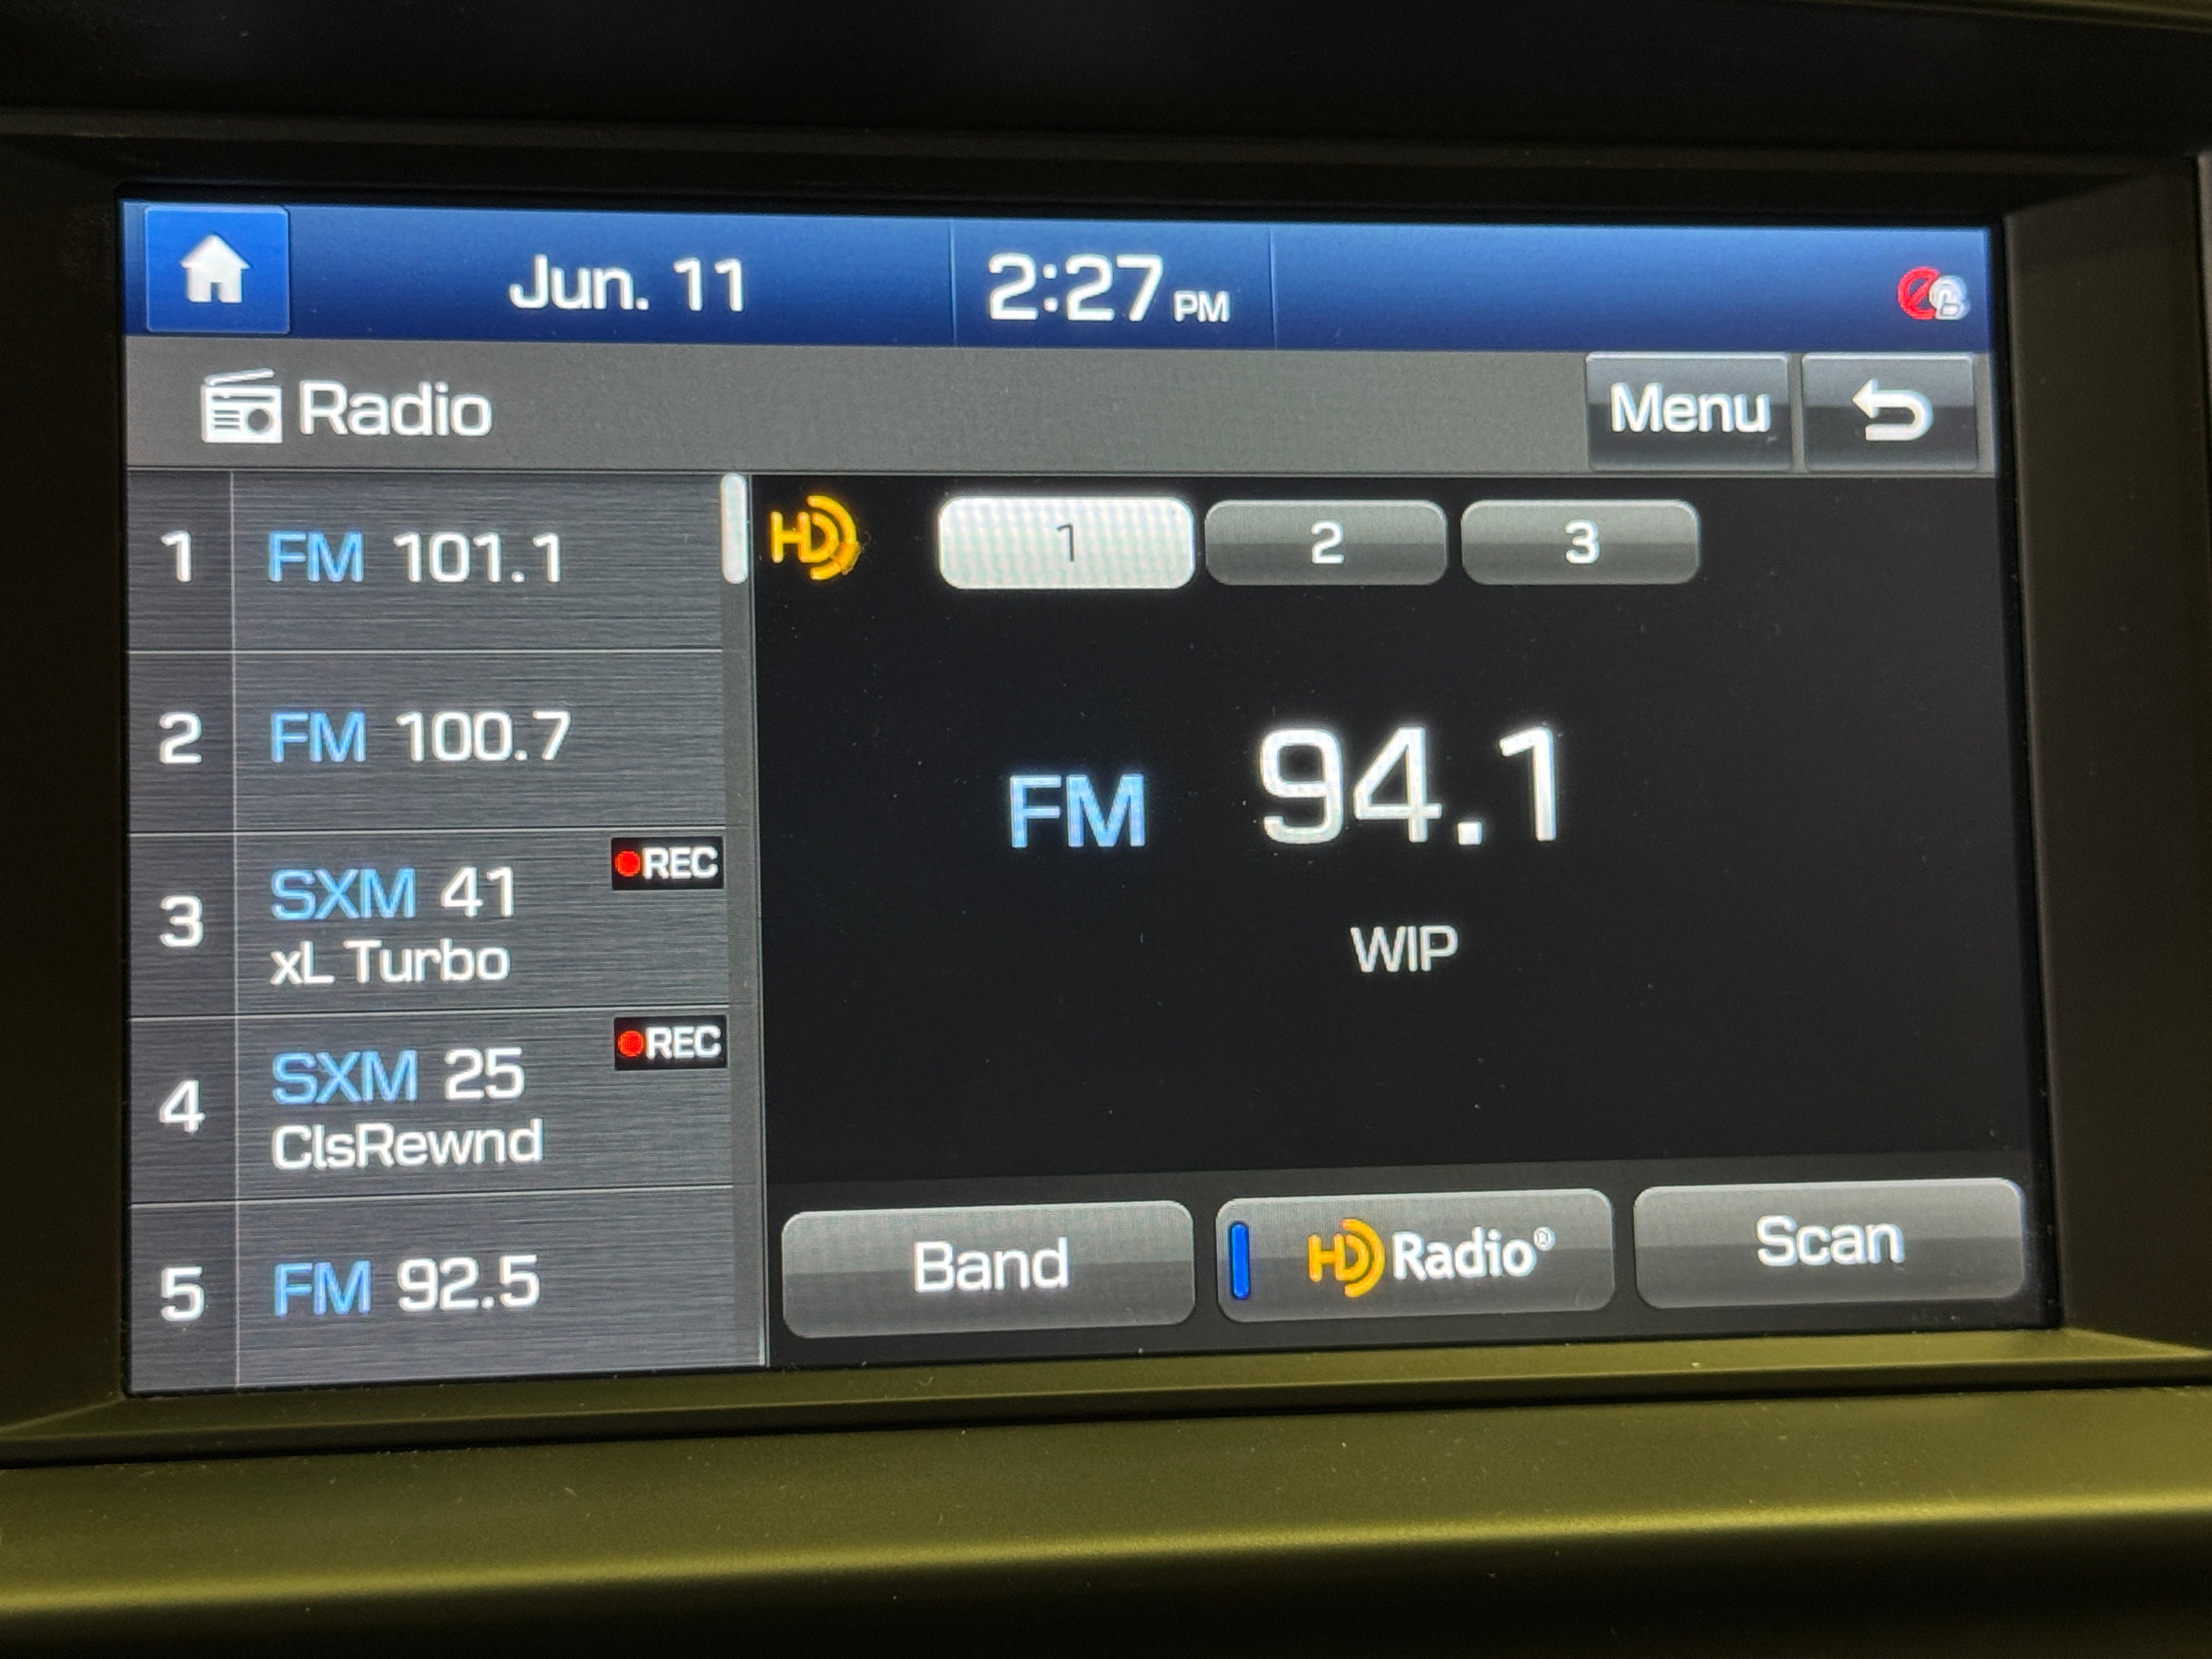 Jun. 11 2:27 PM
Radio Menu
1 FM 101.1
2 FM 100.7
3 SXM 41 REC
xL Turbo
4 SXM 25 REC
ClsRewnd
5 FM 92.5
HD 1 2 3
FM 94.1
WIP
Band HD Radio® Scan